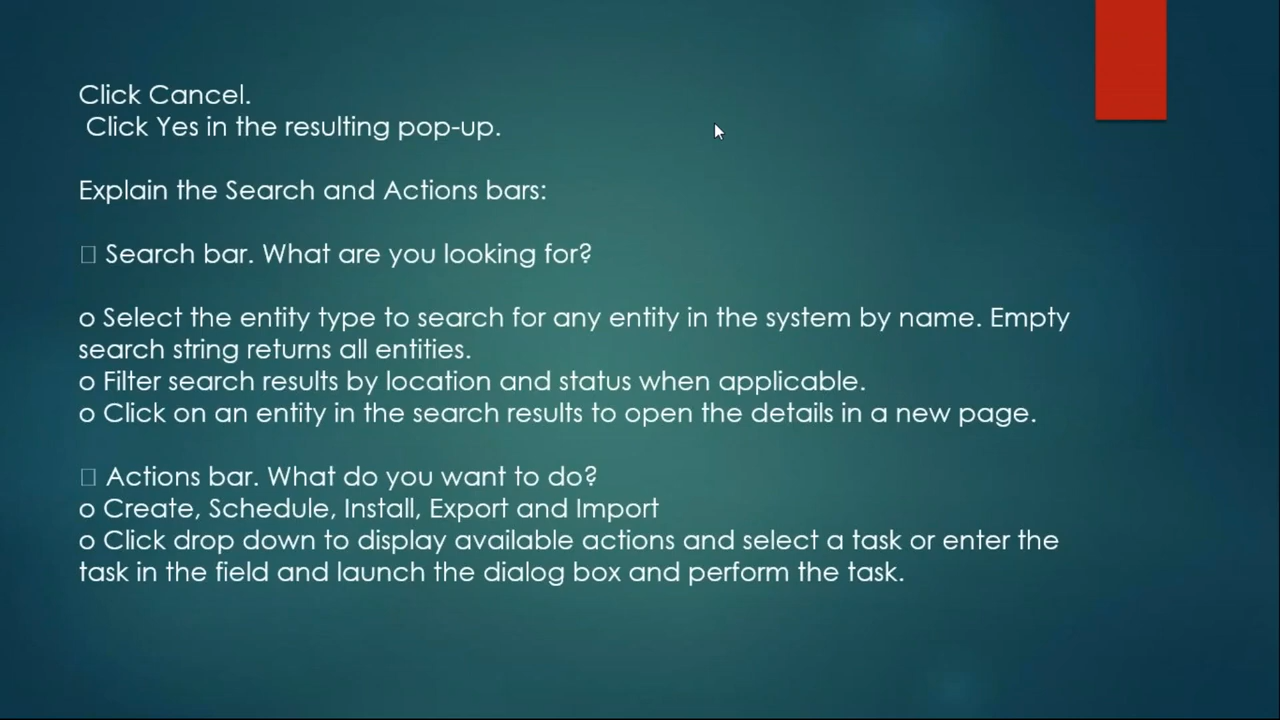 Click Cancel.
Click Yes in the resulting pop-up.
Explain the Search and Actions bars:
□ Search bar. What are you looking for?
o Select the entity type to search for any entity in the system by name. Empty
search string returns all entities.
o Filter search results by location and status when applicable.
o Click on an entity in the search results to open the details in a new page.
□ Actions bar. What do you want to do?
o Create, Schedule, Install, Export and Import
o Click drop down to display available actions and select a task or enter the
task in the field and launch the dialog box and perform the task.